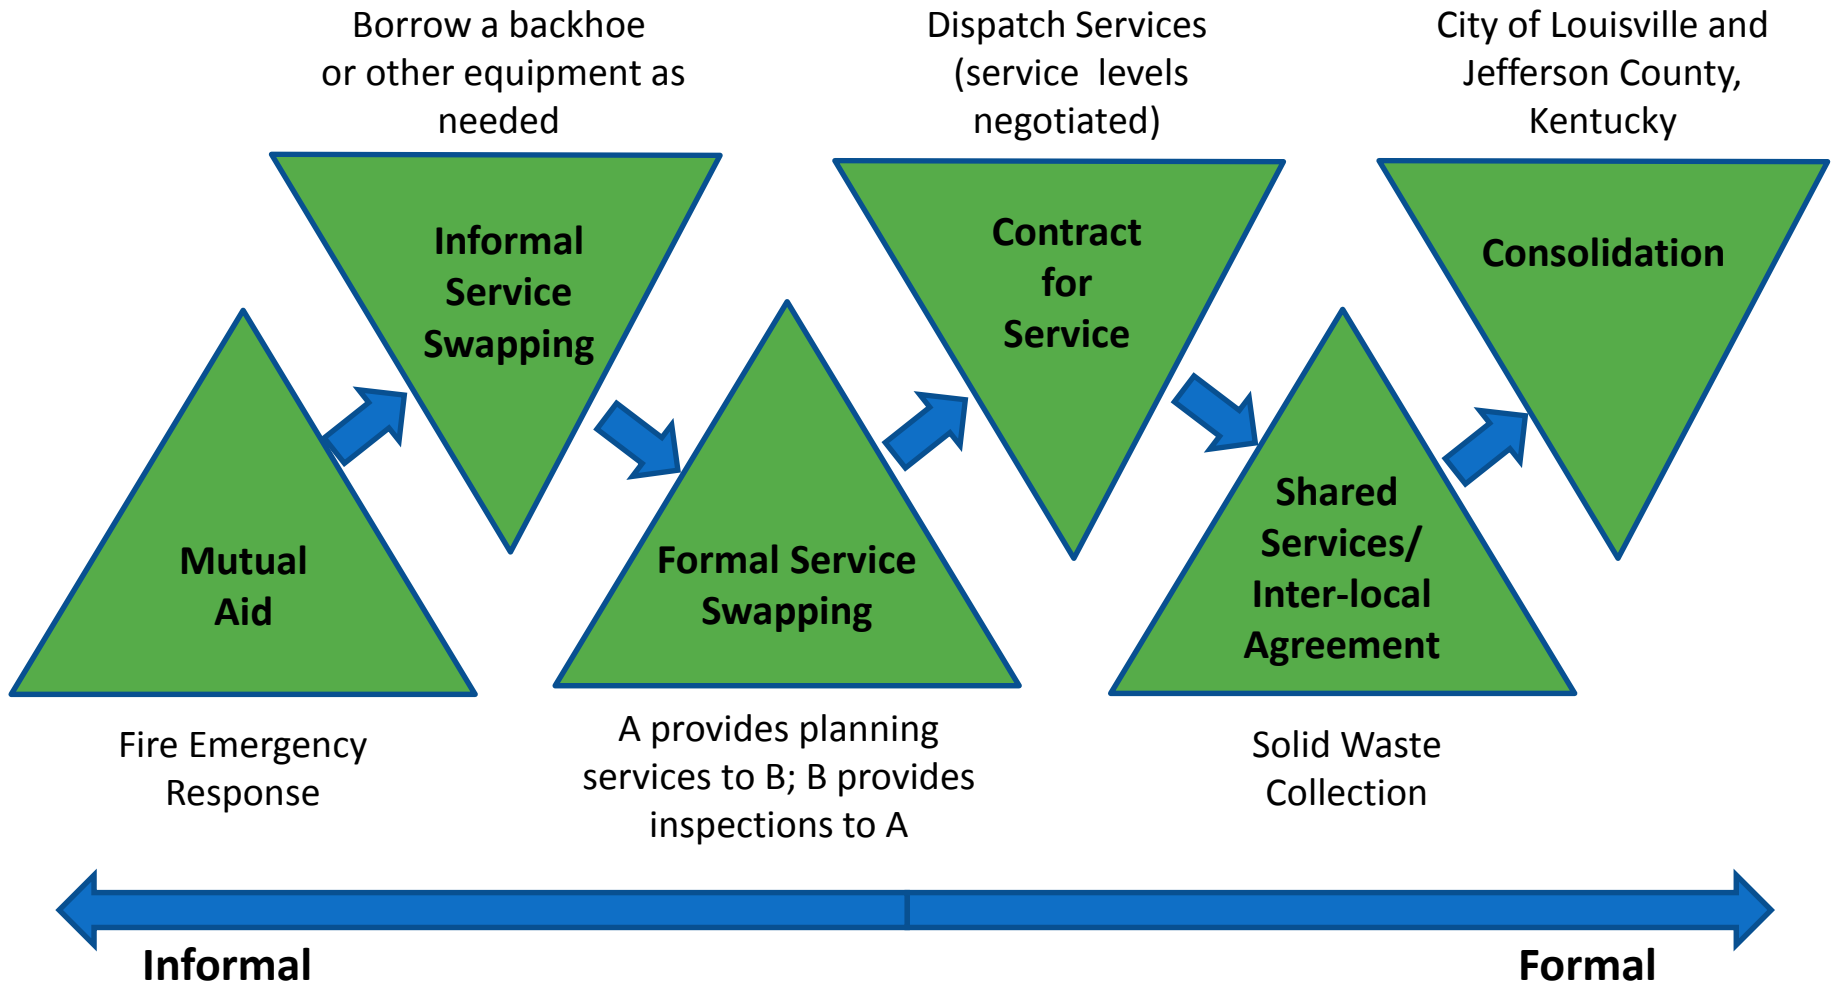 Borrow a backhoe
or other equipment as
needed
Dispatch Services
(service levels
negotiated)
City of Louisville and
Jefferson County,
Kentucky
Informal
Service
Swapping
Contract
for
Service
Consolidation
Mutual
Aid
Formal Service
Swapping
Shared
Services/
Inter-local
Agreement
Fire Emergency
Response
A provides planning
services to B; B provides
inspections to A
Solid Waste
Collection
Informal
Formal